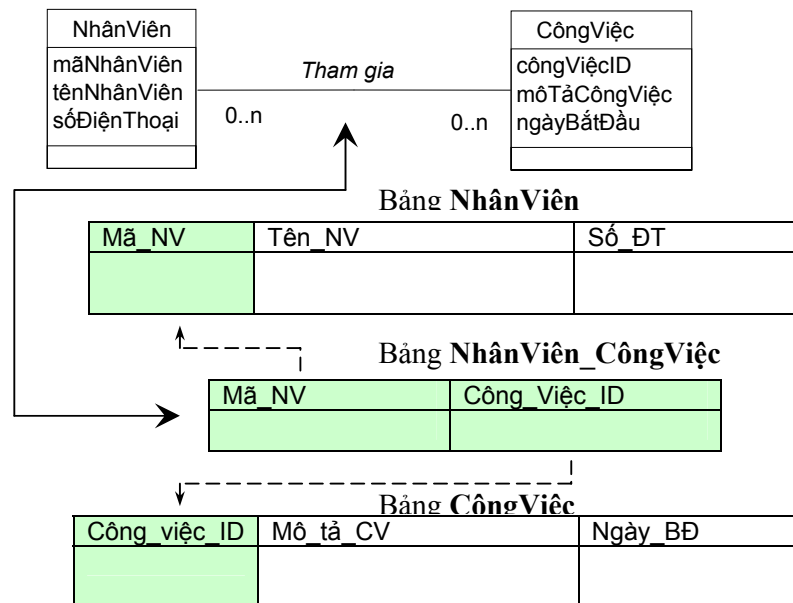 NhânViên
CôngViệc
mãNhânViên
tênNhânViên
sốĐiệnThoại
Tham gia
côngViệcID
môTảCôngViệc
ngàyBắtĐầu
0..n
0..n
Bảng NhânViên
Mã_NV Tên_NV Số_ĐT
Bảng NhânViên_CôngViệc
Mã_NV Công_Việc_ID
Bảng CôngViệc
Công_việc_ID Mô_tả_CV Ngày_BĐ